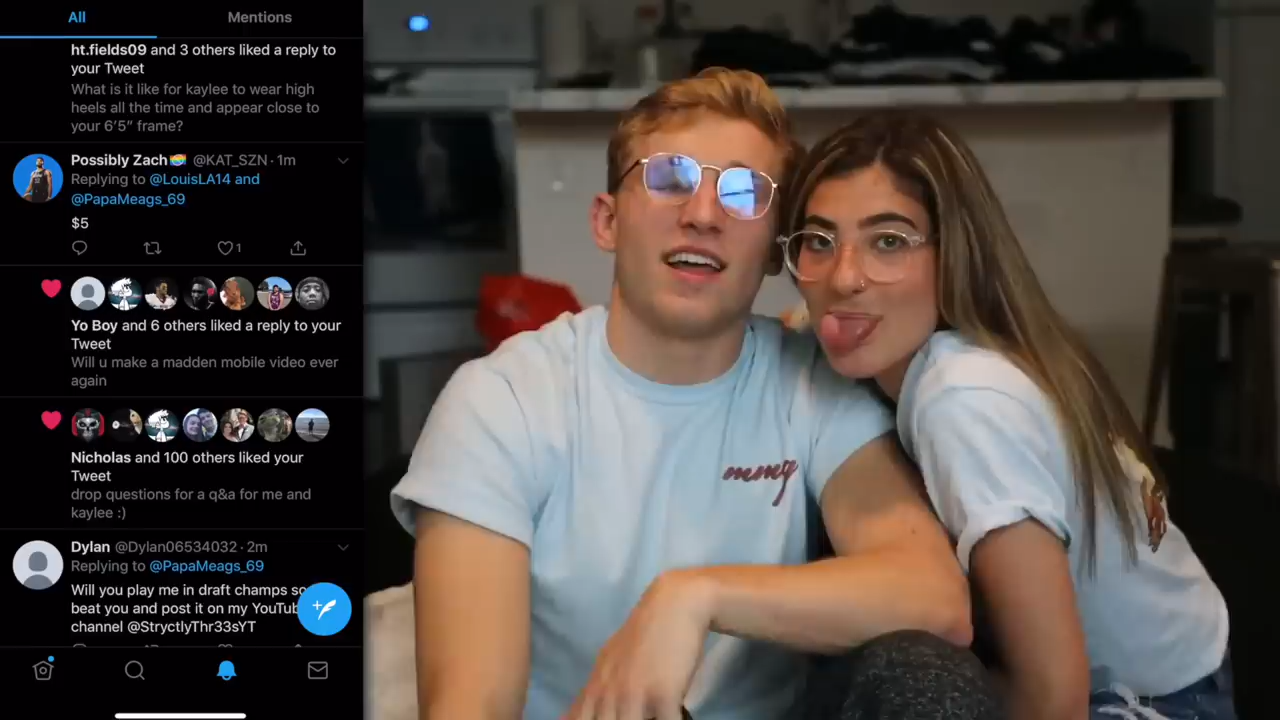 All
Mentions
ht.fields09 and 3 others liked a reply to
your Tweet
What is it like for kaylee to wear high
heels all the time and appear close to
your 6'5" frame?
Possibly Zach @KAT_SZN · 1m
Replying to @LouisLA14 and
@PapaMeags_69
$5
1
Yo Boy and 6 others liked a reply to your
Tweet
Will u make a madden mobile video ever
again
Nicholas and 100 others liked your
Tweet
drop questions for a q&a for me and
kaylee :)
Dylan @Dylan06534032 · 2m
Replying to @PapaMeags_69
Will you play me in draft champs so
beat you and post it on my YouTub
channel @StryctlyThr33sYT
mmg